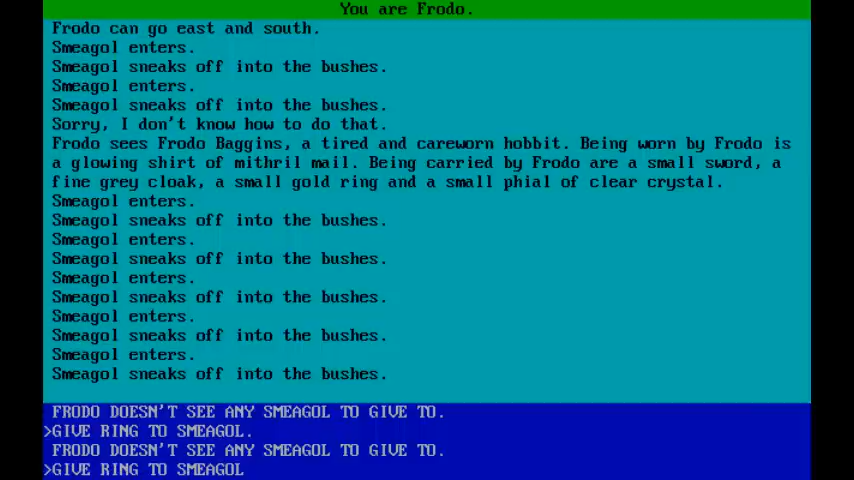 You are Frodo.
Frodo can go east and south.
Smeagol enters.
Smeagol sneaks off into the bushes.
Smeagol enters.
Smeagol sneaks off into the bushes.
Sorry, I don't know how to do that.
Frodo sees Frodo Baggins, a tired and careworn hobbit. Being worn by Frodo is
a glowing shirt of mithril mail. Being carried by Frodo are a small sword, a
fine grey cloak, a small gold ring and a small phial of clear crystal.
Smeagol enters.
Smeagol sneaks off into the bushes.
Smeagol enters.
Smeagol sneaks off into the bushes.
Smeagol enters.
Smeagol sneaks off into the bushes.
Smeagol enters.
Smeagol sneaks off into the bushes.
Smeagol enters.
Smeagol sneaks off into the bushes.
FRODO DOESN'T SEE ANY SMEAGOL TO GIVE TO.
>GIVE RING TO SMEAGOL.
FRODO DOESN'T SEE ANY SMEAGOL TO GIVE TO.
>GIVE RING TO SMEAGOL